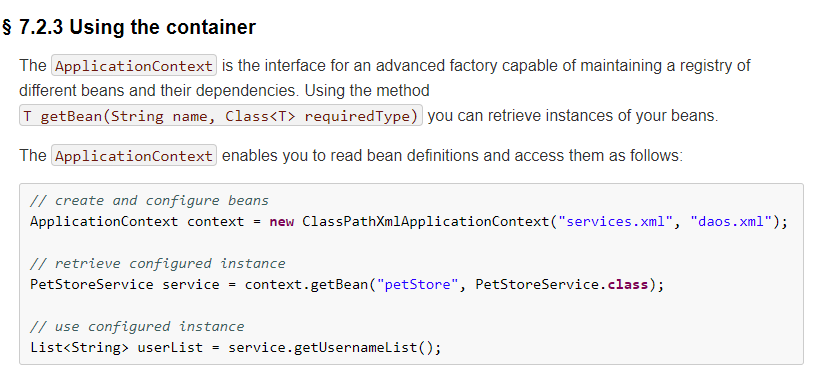 § 7.2.3 Using the container
The ApplicationContext is the interface for an advanced factory capable of maintaining a registry of
different beans and their dependencies. Using the method
T getBean(String name, Class<T> requiredType) you can retrieve instances of your beans.
The ApplicationContext enables you to read bean definitions and access them as follows:
// create and configure beans
ApplicationContext context = new ClassPathXmlApplicationContext("services.xml", "daos.xml");
// retrieve configured instance
PetStoreService service = context.getBean("petStore", PetStoreService.class);
// use configured instance
List<String> userList = service.getUsernameList();